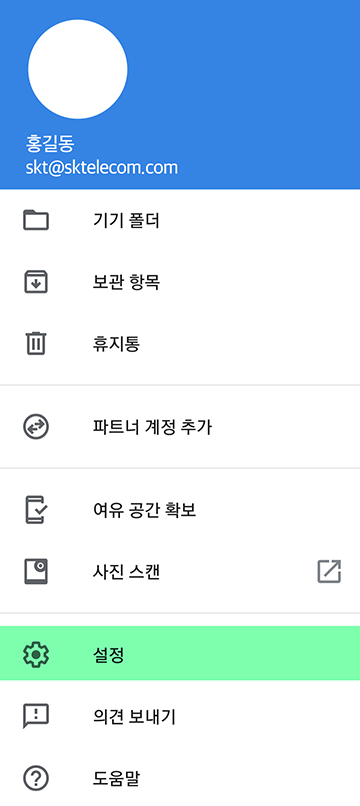 홍길동
skt@sktelecom.com
기기 폴더
보관 항목
휴지통
파트너 계정 추가
여유 공간 확보
사진 스캔
설정
의견 보내기
도움말